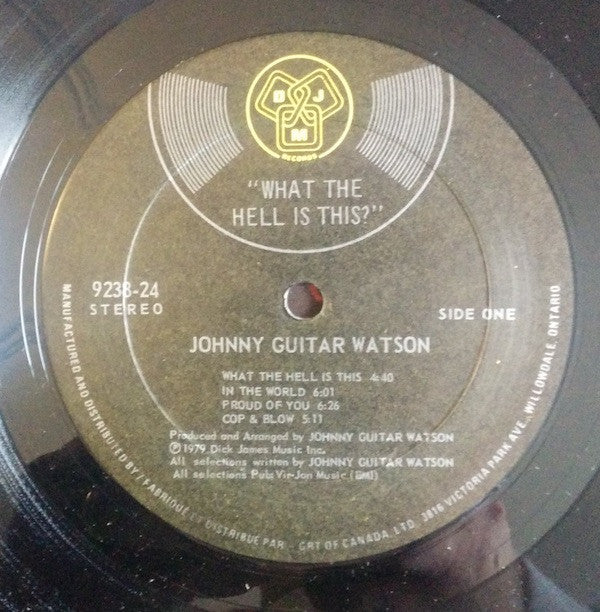 D J
M
RECORDS
"WHAT THE
HELL IS THIS?"
9238-24
STEREO
SIDE ONE
JOHNNY GUITAR WATSON
WHAT THE HELL IS THIS 4:40
IN THE WORLD 6:01
PROUD OF YOU 6:26
COP & BLOW 5:11
Produced and Arranged by JOHNNY GUITAR WATSON
℗1979 Dick James Music Inc.
All selections written by JOHNNY GUITAR WATSON
All selections Pub: Vir-Jon Music (BMI)
MANUFACTURED AND DISTRIBUTED BY / FABRIQUÉ ET DISTRIBUÉ PAR - GRT OF CANADA LTD. 3816 VICTORIA PARK AVE., WILLOWDALE, ONTARIO